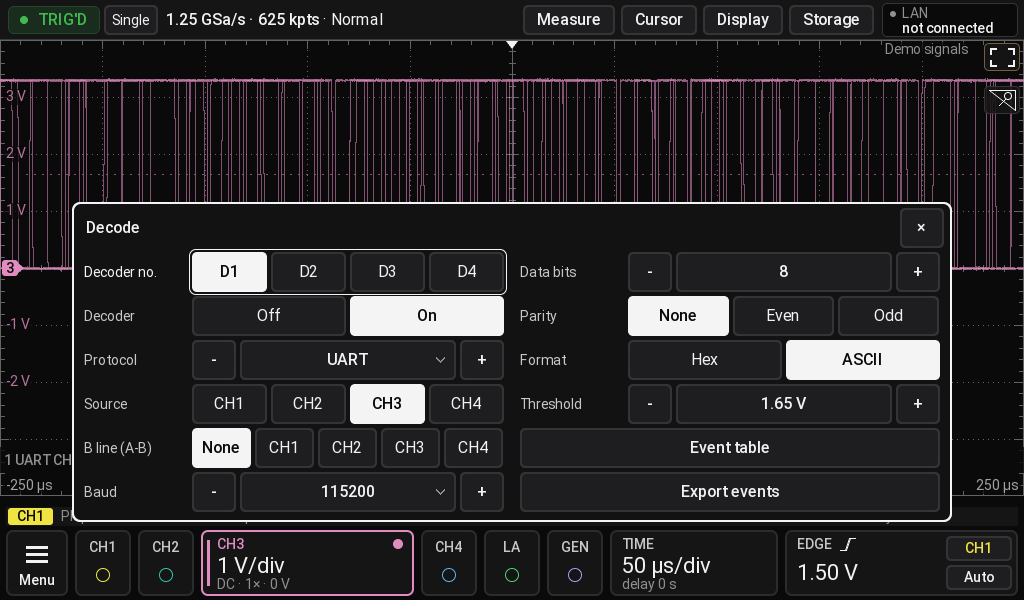 TRIG'D Single 1.25 GSa/s · 625 kpts · Normal Measure Cursor Display Storage LAN
not connected
Demo signals
3 V
2 V
1 V
Decode ×
Decoder no. D1 D2 D3 D4 Data bits - 8 +
3
Decoder Off On Parity None Even Odd
-1 V
Protocol - UART + Format Hex ASCII
-2 V
Source CH1 CH2 CH3 CH4 Threshold - 1.65 V +
B line (A-B) None CH1 CH2 CH3 CH4 Event table
1 UART CH
-250 µs Baud - 115200 + Export events 250 µs
CH1
Menu CH1 CH2 CH3 CH4 LA GEN TIME EDGE CH1
1 V/div 50 µs/div 1.50 V
DC · 1× · 0 V delay 0 s Auto